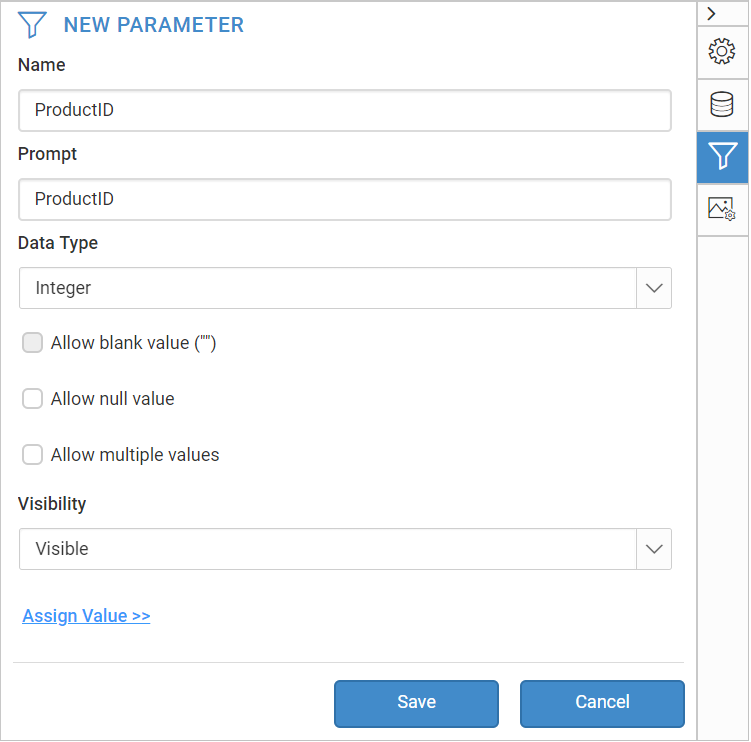 NEW PARAMETER
Name
ProductID
Prompt
ProductID
Data Type
Integer
Allow blank value ("")
Allow null value
Allow multiple values
Visibility
Visible
Assign Value >>
Save
Cancel